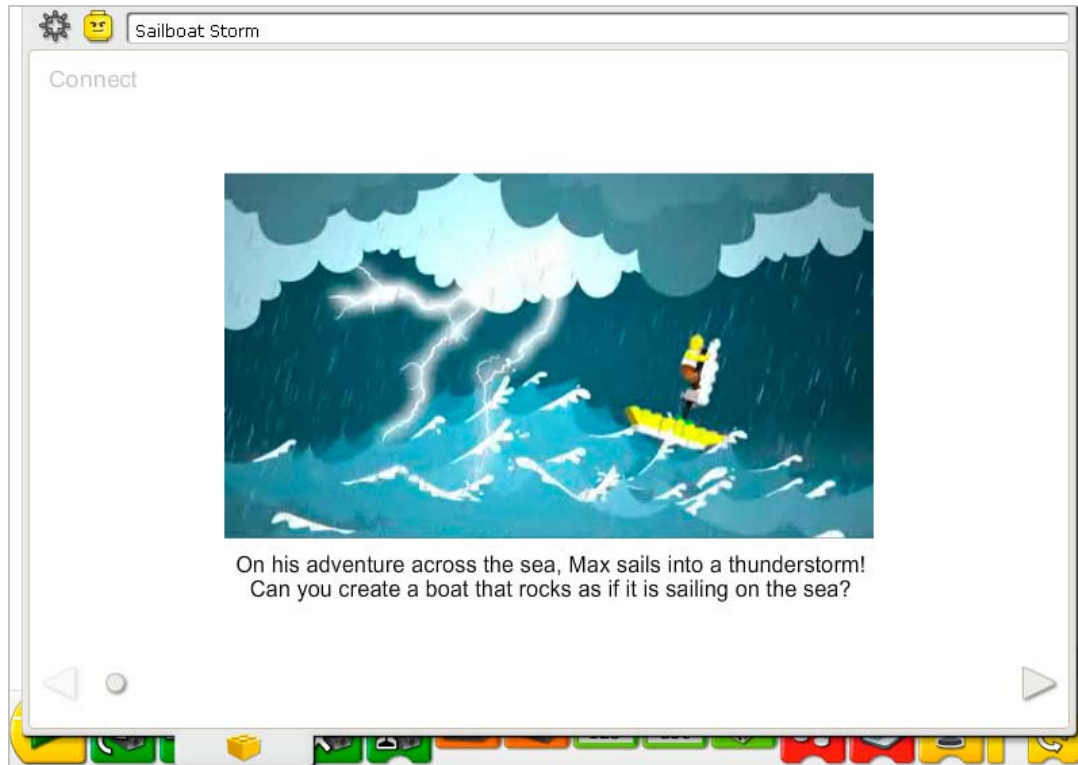 Sailboat Storm
Connect
On his adventure across the sea, Max sails into a thunderstorm!
Can you create a boat that rocks as if it is sailing on the sea?